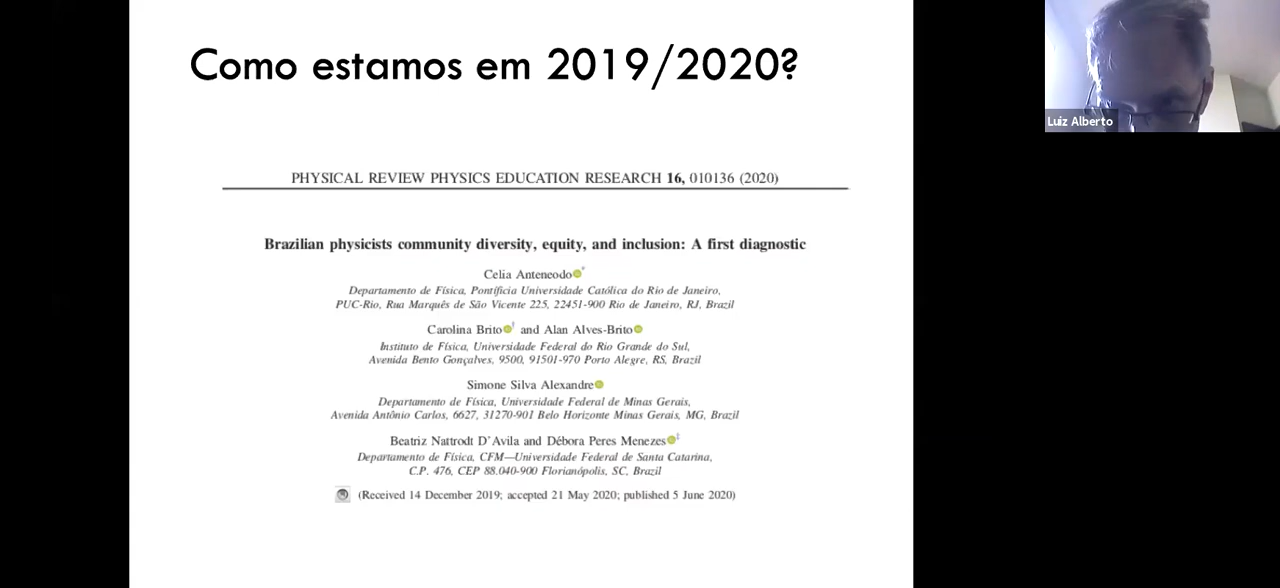 Como estamos em 2019/2020?
Luiz Alberto
PHYSICAL REVIEW PHYSICS EDUCATION RESEARCH 16, 010136 (2020)
Brazilian physicists community diversity, equity, and inclusion: A first diagnostic
Celia Anteneodo*
Departamento de Física, Pontifícia Universidade Católica do Rio de Janeiro,
PUC-Rio, Rua Marquês de São Vicente 225, 22451-900 Rio de Janeiro, RJ, Brazil
Carolina Brito† and Alan Alves-Brito
Instituto de Física, Universidade Federal do Rio Grande do Sul,
Avenida Bento Gonçalves, 9500, 91501-970 Porto Alegre, RS, Brazil
Simone Silva Alexandre
Departamento de Física, Universidade Federal de Minas Gerais,
Avenida Antônio Carlos, 6627, 31270-901 Belo Horizonte Minas Gerais, MG, Brazil
Beatriz Nattrodt D'Avila and Débora Peres Menezes‡
Departamento de Física, CFM—Universidade Federal de Santa Catarina,
C.P. 476, CEP 88.040-900 Florianópolis, SC, Brazil
(Received 14 December 2019; accepted 21 May 2020; published 5 June 2020)